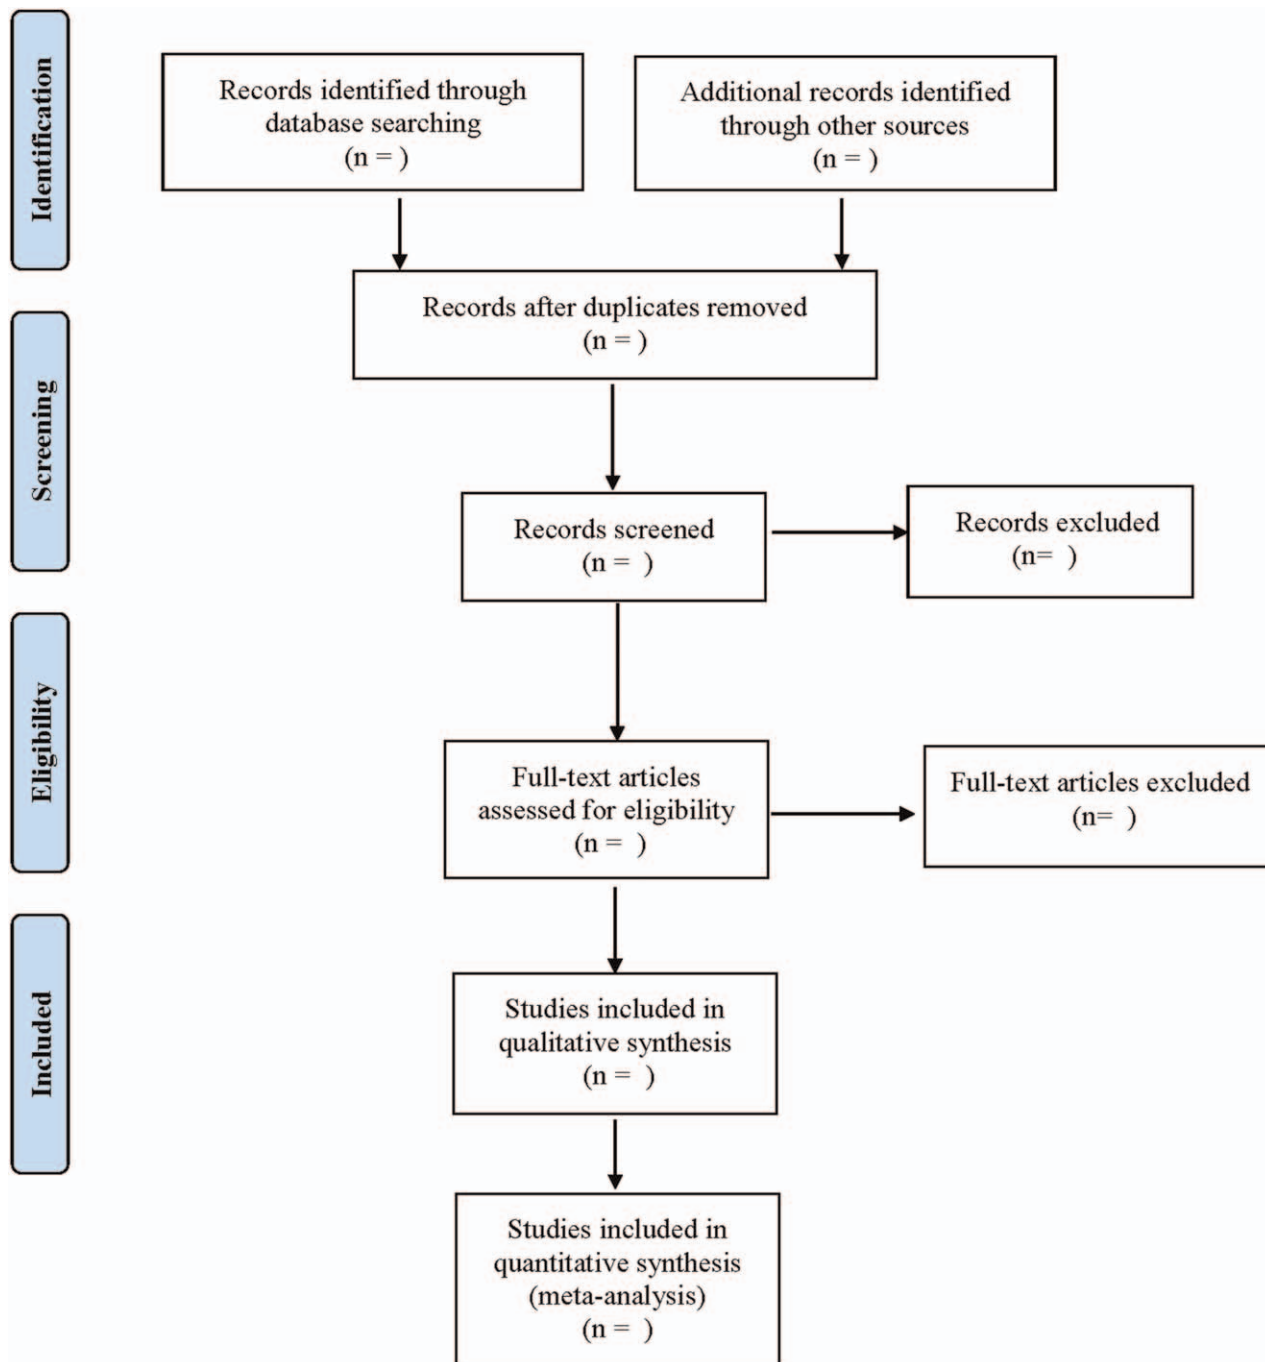 Identification
Records identified through
database searching
(n = )
Additional records identified
through other sources
(n = )
Records after duplicates removed
(n = )
Screening
Records screened
(n =  )
Records excluded
(n=  )
Eligibility
Full-text articles
assessed for eligibility
(n =  )
Full-text articles excluded
(n=  )
Included
Studies included in
qualitative synthesis
(n =  )
Studies included in
quantitative synthesis
(meta-analysis)
(n =  )